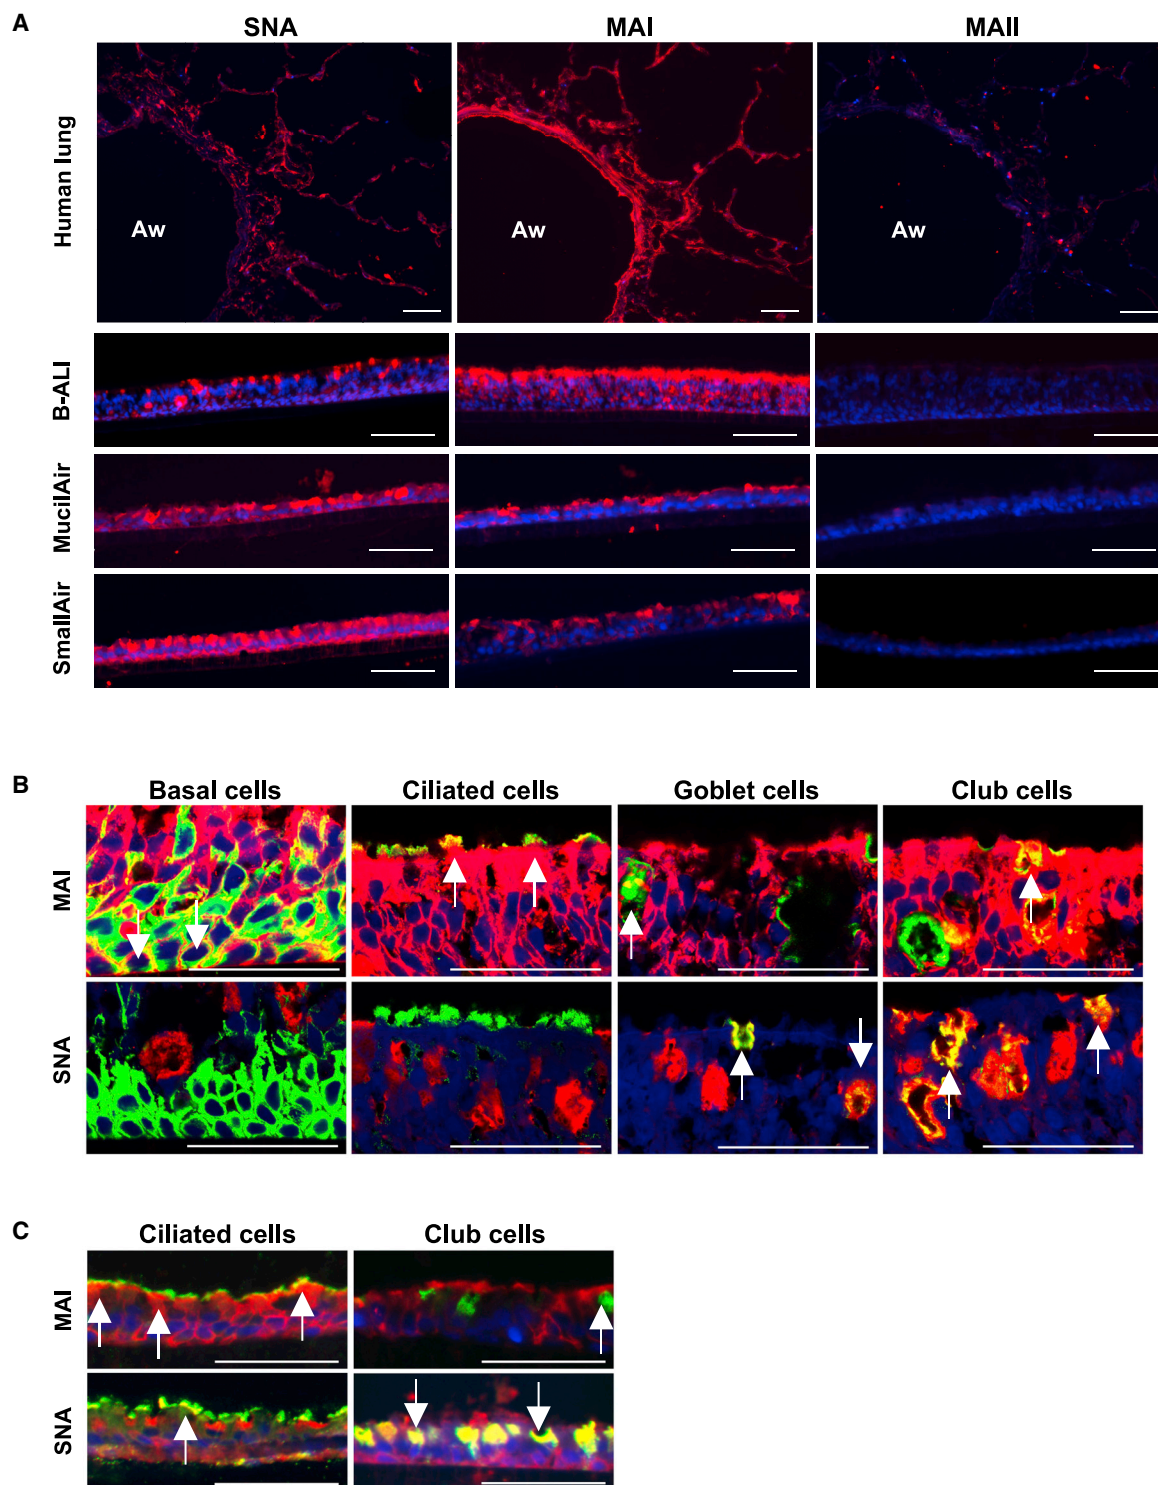 A
SNA MAI MAII
Human lung
Aw Aw Aw
B-ALI
MucilAir
SmallAir
B
Basal cells Ciliated cells Goblet cells Club cells
MAI
SNA
C
Ciliated cells Club cells
MAI
SNA